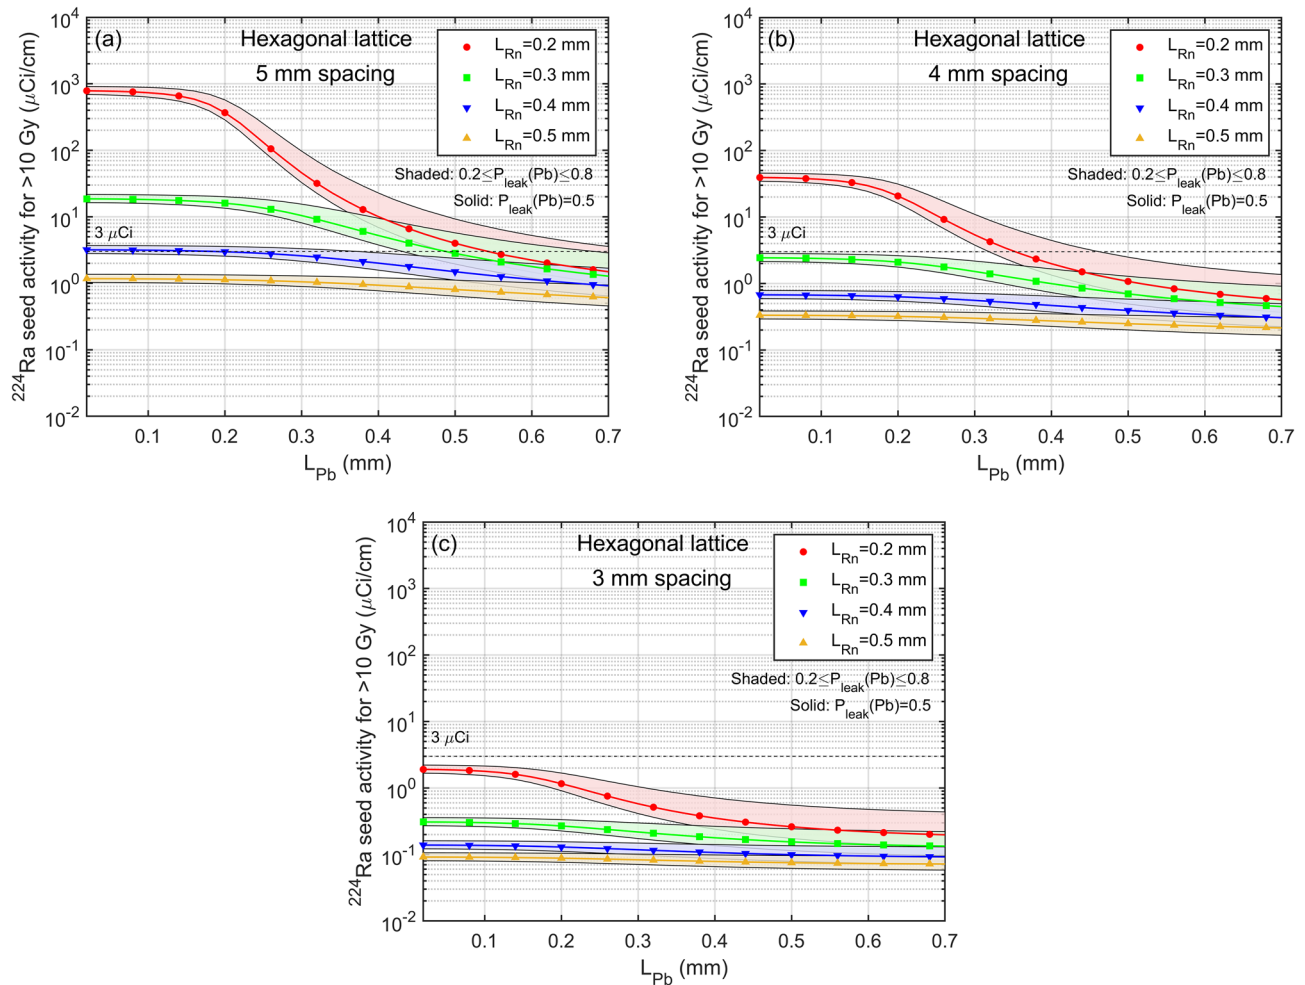 (a)
Hexagonal lattice
5 mm spacing
L_Rn=0.2 mm
L_Rn=0.3 mm
L_Rn=0.4 mm
L_Rn=0.5 mm
Shaded: 0.2≤P_leak(Pb)≤0.8
Solid: P_leak(Pb)=0.5
3 μCi
10^4
10^3
10^2
10^1
10^0
10^-1
10^-2
^224Ra seed activity for >10 Gy (μCi/cm)
0.1 0.2 0.3 0.4 0.5 0.6 0.7
L_Pb (mm)
(b)
Hexagonal lattice
4 mm spacing
L_Rn=0.2 mm
L_Rn=0.3 mm
L_Rn=0.4 mm
L_Rn=0.5 mm
Shaded: 0.2≤P_leak(Pb)≤0.8
Solid: P_leak(Pb)=0.5
3 μCi
10^4
10^3
10^2
10^1
10^0
10^-1
10^-2
^224Ra seed activity for >10 Gy (μCi/cm)
0.1 0.2 0.3 0.4 0.5 0.6 0.7
L_Pb (mm)
(c)
Hexagonal lattice
3 mm spacing
L_Rn=0.2 mm
L_Rn=0.3 mm
L_Rn=0.4 mm
L_Rn=0.5 mm
Shaded: 0.2≤P_leak(Pb)≤0.8
Solid: P_leak(Pb)=0.5
3 μCi
10^4
10^3
10^2
10^1
10^0
10^-1
10^-2
^224Ra seed activity for >10 Gy (μCi/cm)
0.1 0.2 0.3 0.4 0.5 0.6 0.7
L_Pb (mm)